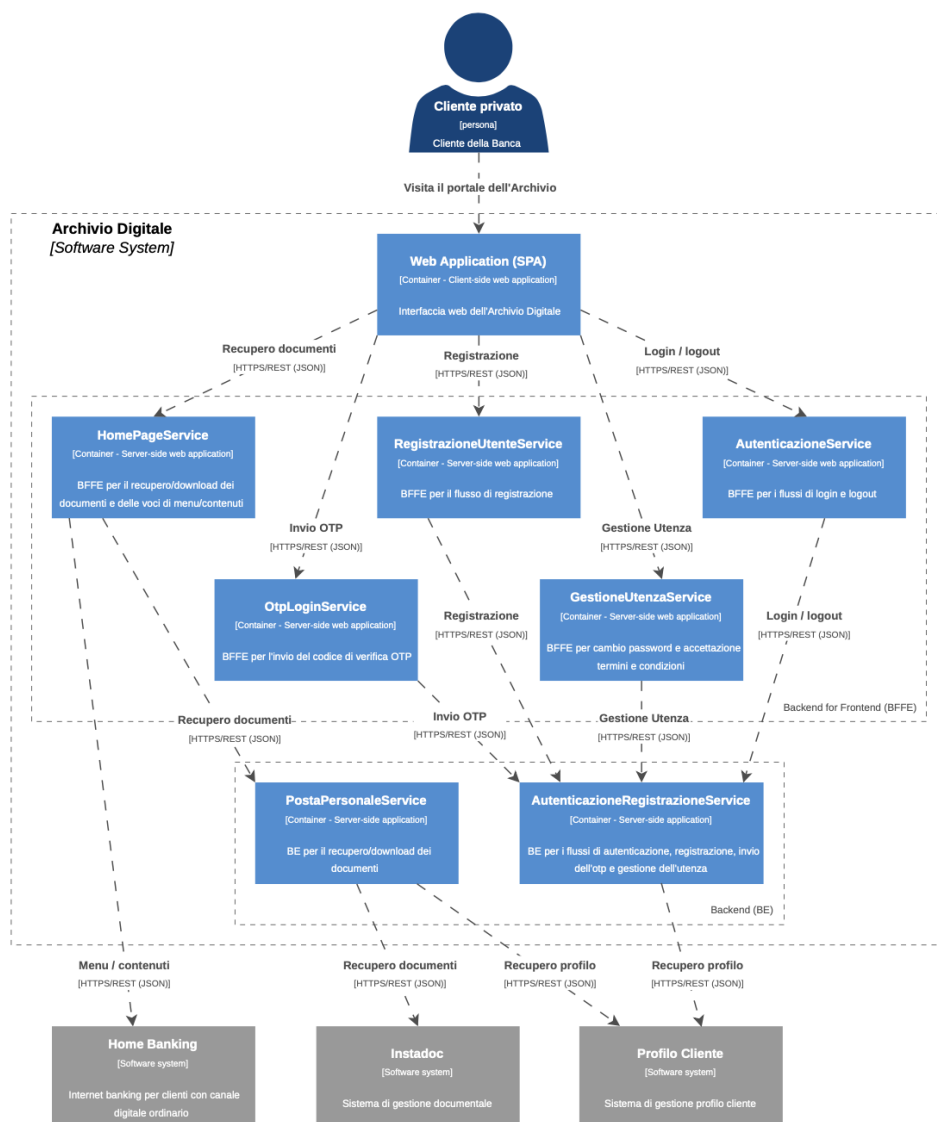 Cliente privato
[persona]
Cliente della Banca
Visita il portale dell'Archivio
Archivio Digitale
[Software System]
Web Application (SPA)
[Container - Client-side web application]
Interfaccia web dell'Archivio Digitale
Recupero documenti
[HTTPS/REST (JSON)]
Registrazione
[HTTPS/REST (JSON)]
Login / logout
[HTTPS/REST (JSON)]
HomePageService
[Container - Server-side web application]
BFFE per il recupero/download dei
documenti e delle voci di menu/contenuti
RegistrazioneUtenteService
[Container - Server-side web application]
BFFE per il flusso di registrazione
AutenticazioneService
[Container - Server-side web application]
BFFE per i flussi di login e logout
Invio OTP
[HTTPS/REST (JSON)]
Gestione Utenza
[HTTPS/REST (JSON)]
OtpLoginService
[Container - Server-side web application]
BFFE per l'invio del codice di verifica OTP
Registrazione
[HTTPS/REST (JSON)]
GestioneUtenzaService
[Container - Server-side web application]
BFFE per cambio password e accettazione
termini e condizioni
Login / logout
[HTTPS/REST (JSON)]
Backend for Frontend (BFFE)
Recupero documenti
[HTTPS/REST (JSON)]
Invio OTP
[HTTPS/REST (JSON)]
Gestione Utenza
[HTTPS/REST (JSON)]
PostaPersonaleService
[Container - Server-side application]
BE per il recupero/download dei
documenti
AutenticazioneRegistrazioneService
[Container - Server-side application]
BE per i flussi di autenticazione, registrazione, invio
dell'otp e gestione dell'utenza
Backend (BE)
Menu / contenuti
[HTTPS/REST (JSON)]
Recupero documenti
[HTTPS/REST (JSON)]
Recupero profilo
[HTTPS/REST (JSON)]
Recupero profilo
[HTTPS/REST (JSON)]
Home Banking
[Software system]
Internet banking per clienti con canale
digitale ordinario
Instadoc
[Software system]
Sistema di gestione documentale
Profilo Cliente
[Software system]
Sistema di gestione profilo cliente